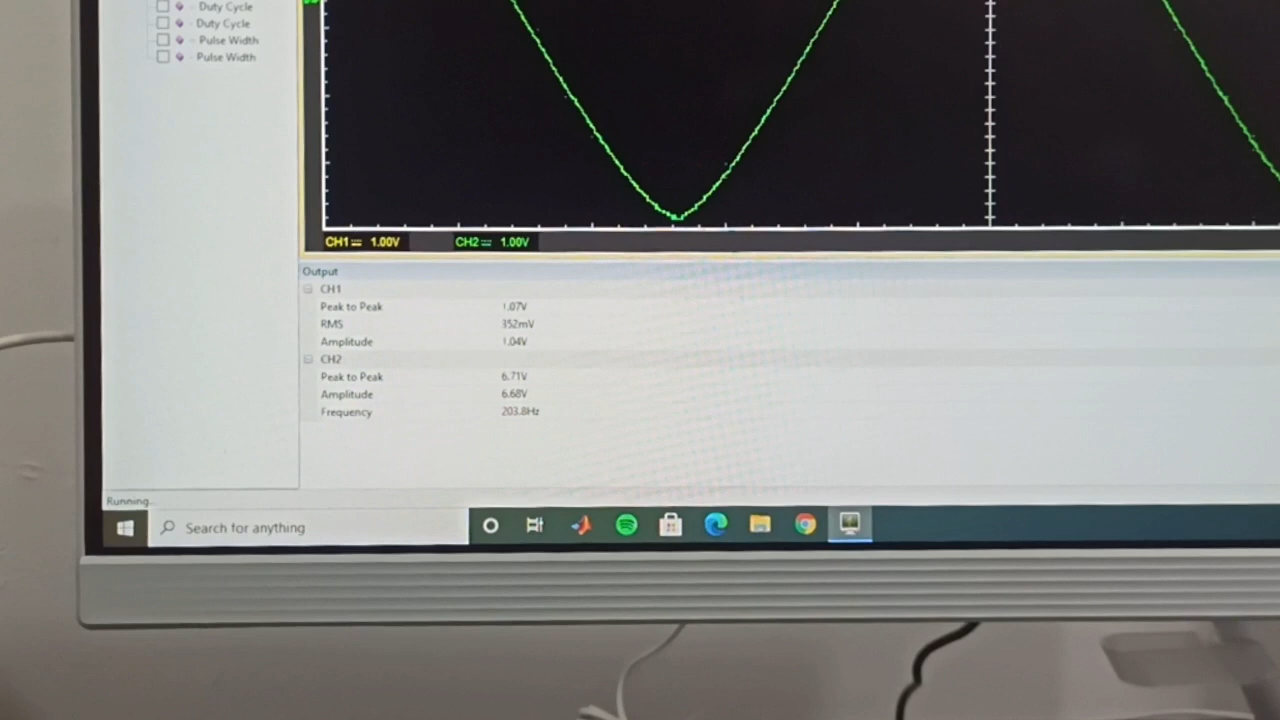 Duty Cycle
Duty Cycle
Pulse Width
Pulse Width
CH1 1.00V CH2 1.00V
Output
CH1
Peak to Peak 1.07V
RMS 352mV
Amplitude 1.04V
CH2
Peak to Peak 6.71V
Amplitude 6.68V
Frequency 203.8Hz
Running...
Search for anything